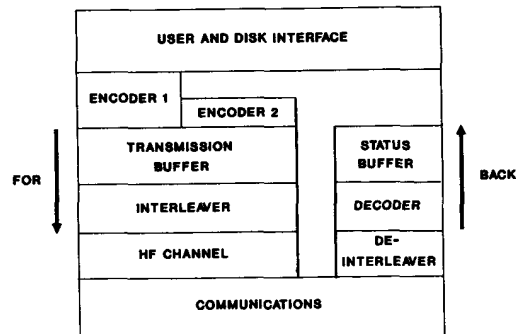 USER AND DISK INTERFACE
ENCODER 1
ENCODER 2
TRANSMISSION
BUFFER
STATUS
BUFFER
FOR
BACK
INTERLEAVER
DECODER
HF CHANNEL
DE-
INTERLEAVER
COMMUNICATIONS